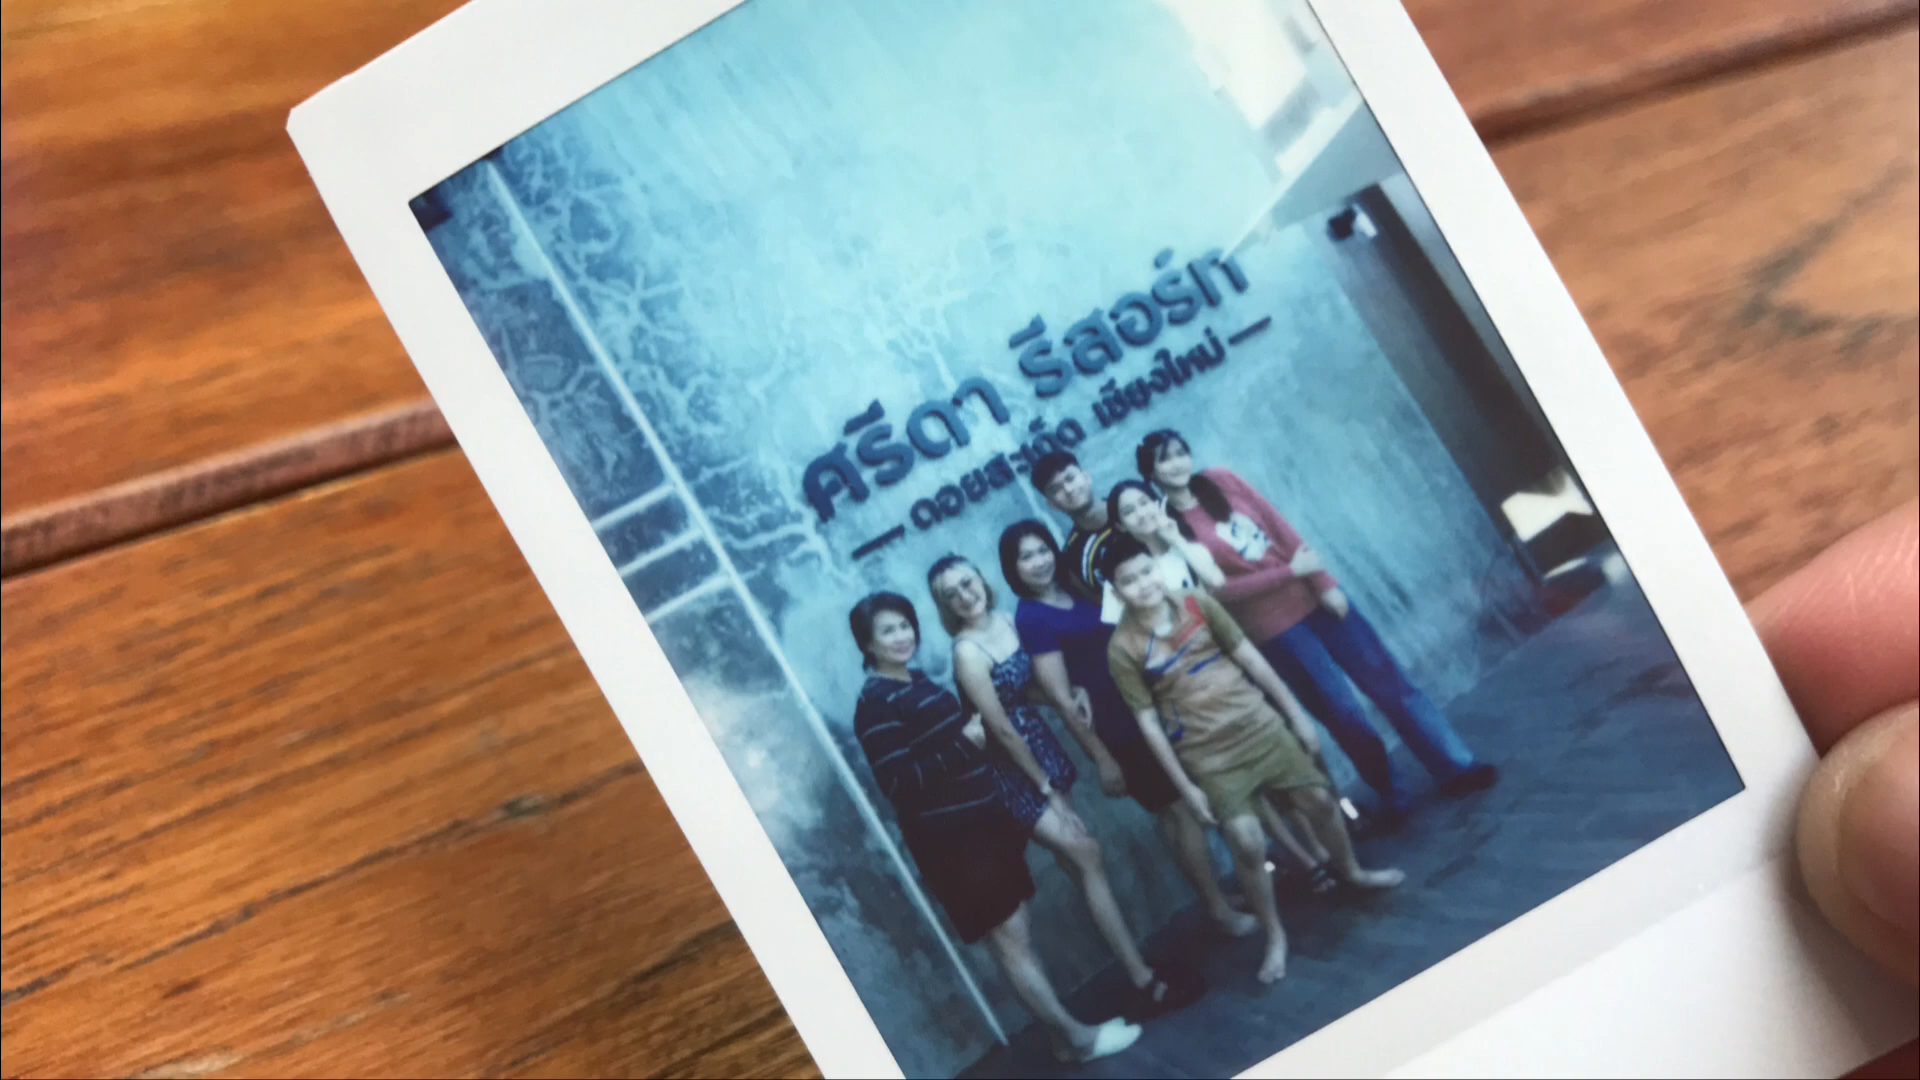 ศรีดา รีสอร์ท
— ดอยสะเก็ด เชียงใหม่ —